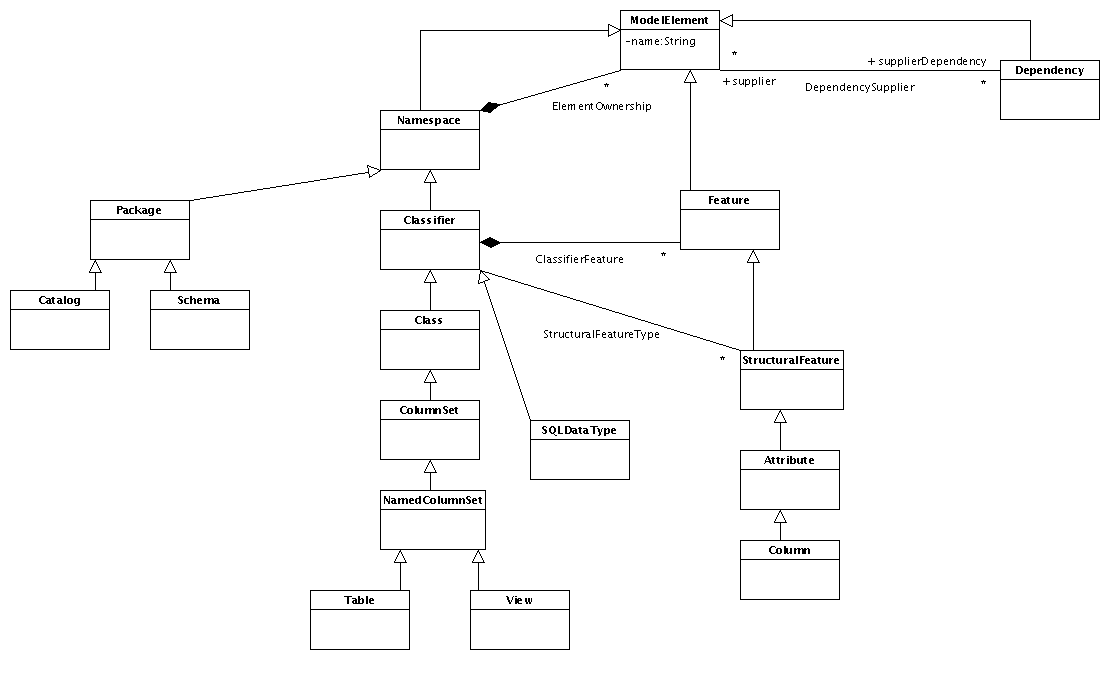 ModelElement
-name:String
*
+ supplierDependency
Dependency
+ supplier
DependencySupplier
*
*
ElementOwnership
Namespace
Package
Classifier
Feature
ClassifierFeature
*
Catalog
Schema
Class
StructuralFeatureType
*
StructuralFeature
ColumnSet
SQLDataType
Attribute
NamedColumnSet
Column
Table
View